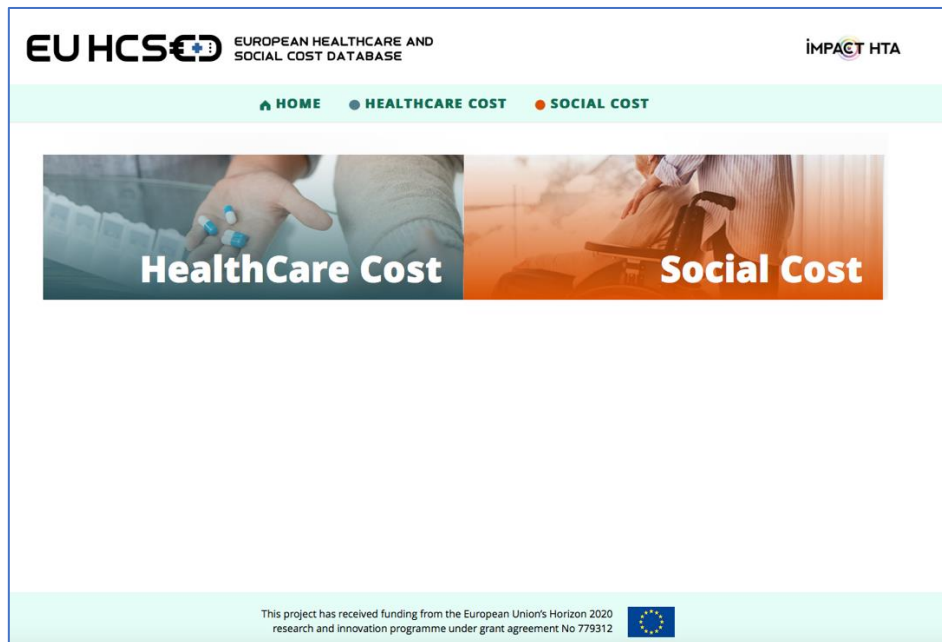 EU HCSED EUROPEAN HEALTHCARE AND
SOCIAL COST DATABASE
iMPACT HTA
HOME HEALTHCARE COST SOCIAL COST
HealthCare Cost
Social Cost
This project has received funding from the European Union's Horizon 2020
research and innovation programme under grant agreement No 779312